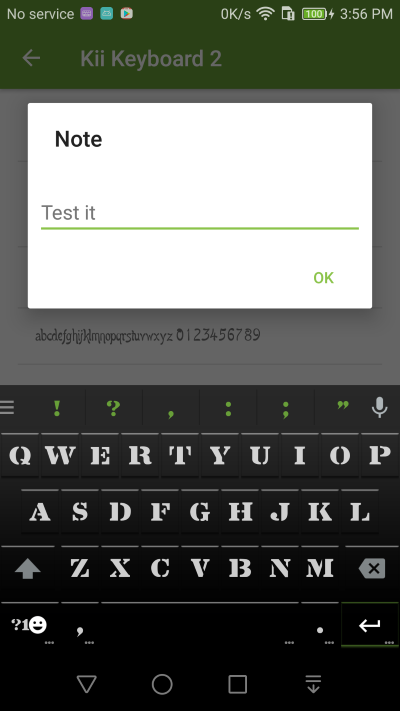 No service 0K/s 100 3:56 PM
Kii Keyboard 2
Note
Test it
OK
abcdefghijklmnopqrstuvwxyz 0123456789
! ? , : ; ”
Q W E R T Y U I O P
A S D F G H J K L
Z X C V B N M
?1 , ... ... . ... ...